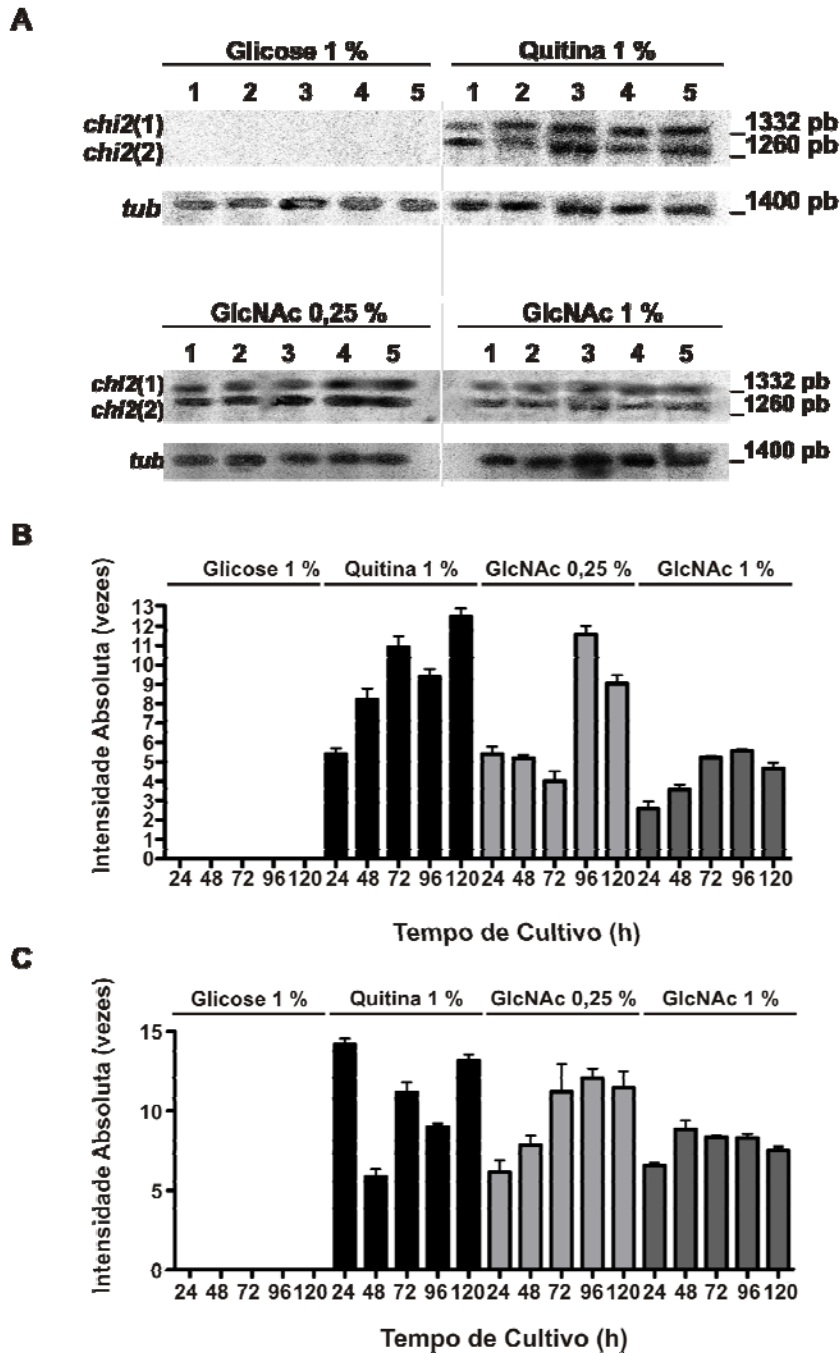 A
Glicose 1 % Quitina 1 %
1 2 3 4 5 1 2 3 4 5
chi2(1) 1332 pb
chi2(2) 1260 pb
tub 1400 pb
GlcNAc 0,25 % GlcNAc 1 %
1 2 3 4 5 1 2 3 4 5
chi2(1) 1332 pb
chi2(2) 1260 pb
tub 1400 pb
B
Glicose 1 % Quitina 1 % GlcNAc 0,25 % GlcNAc 1 %
Intensidade Absoluta (vezes)
13
12
11
10
9
8
7
6
5
4
3
2
1
0
24 48 72 96 120 24 48 72 96 120 24 48 72 96 120 24 48 72 96 120
Tempo de Cultivo (h)
C
Glicose 1 % Quitina 1 % GlcNAc 0,25 % GlcNAc 1 %
Intensidade Absoluta (vezes)
15
10
5
0
24 48 72 96 120 24 48 72 96 120 24 48 72 96 120 24 48 72 96 120
Tempo de Cultivo (h)